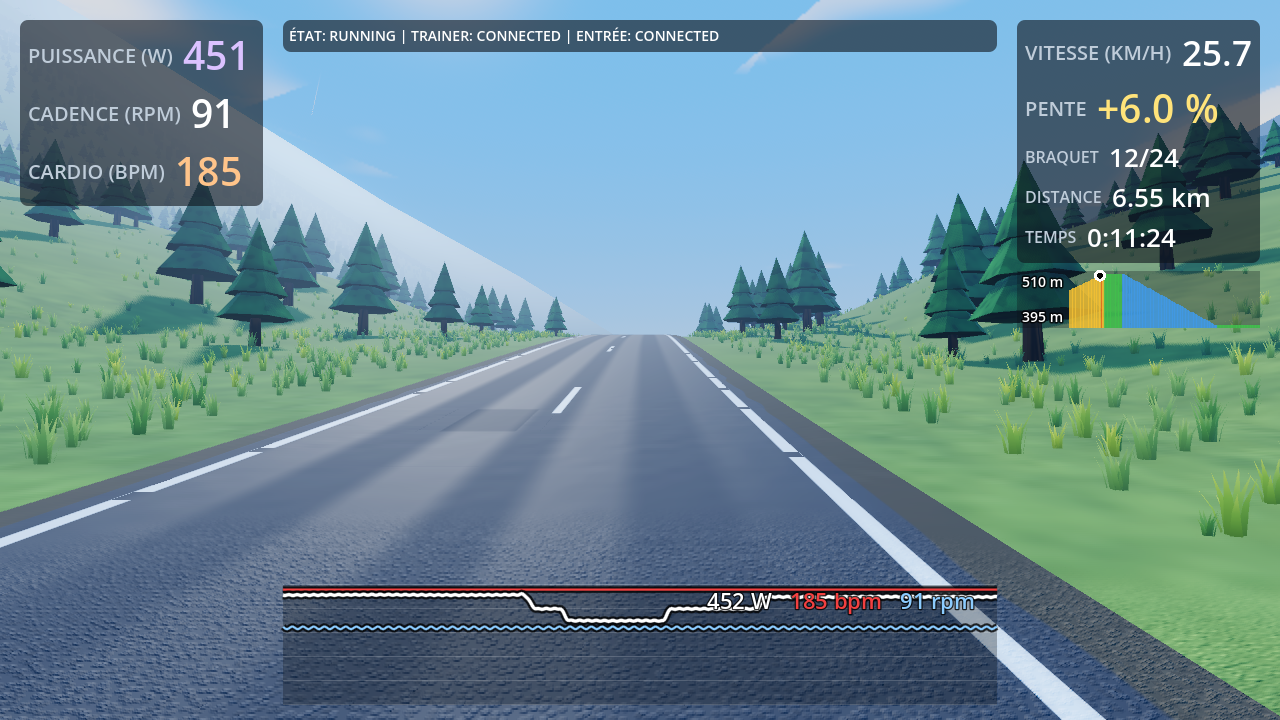 PUISSANCE (W) 451
CADENCE (RPM) 91
CARDIO (BPM) 185
ÉTAT: RUNNING | TRAINER: CONNECTED | ENTRÉE: CONNECTED
VITESSE (KM/H) 25.7
PENTE +6.0 %
BRAQUET 12/24
DISTANCE 6.55 km
TEMPS 0:11:24
510 m
395 m
452 W 185 bpm 91 rpm